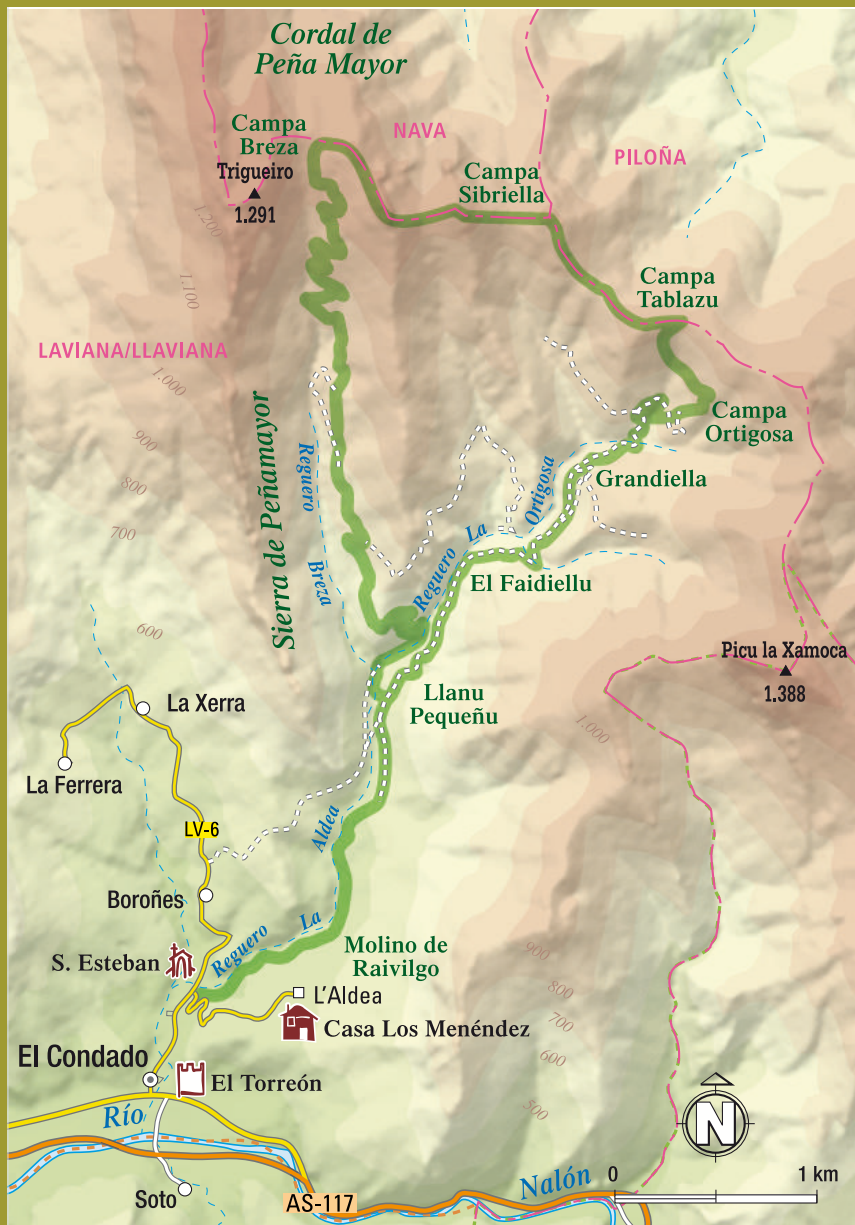 Cordal de
Peña Mayor
Campa
Breza
NAVA
PILOÑA
Trigueiro
1.291
Campa
Sibriella
1.200
1.100
Campa
Tablazu
LAVIANA/LLAVIANA
1.000
900
800
700
600
Sierra de Peñamayor
Reguero
Breza
Campa
Ortigosa
Grandiella
Reguero La Ortigosa
El Faidiellu
Picu la Xamoca
1.388
1.000
Llanu
Pequeñu
La Xerra
La Ferrera
LV-6
Boroñes
Reguero La Aldea
S. Esteban
Molino de
Raivilgo
L'Aldea
Casa Los Menéndez
900
800
700
600
500
El Condado
El Torreón
Río
Nalón
Soto
AS-117
N
0 1 km